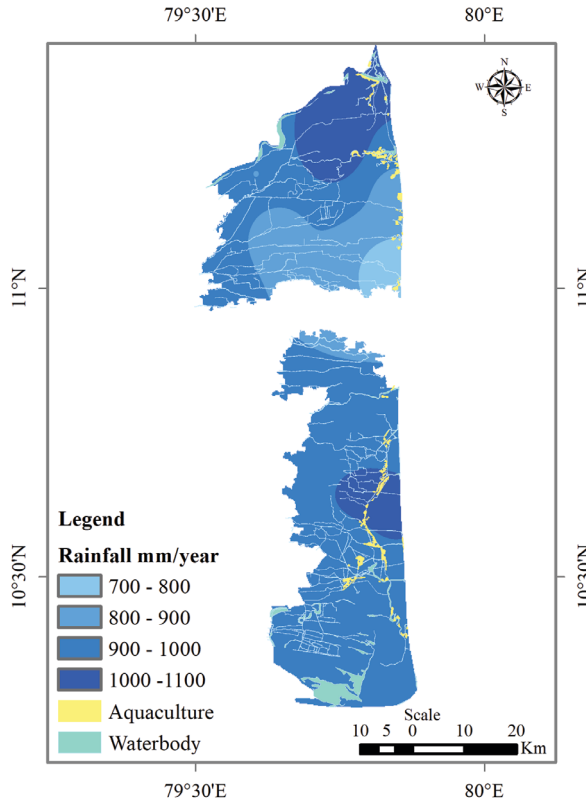 79°30'E 80°E
N
W E
S
11°N 11°N
Legend
Rainfall mm/year
700 - 800
800 - 900
900 - 1000
1000 -1100
Aquaculture
Waterbody
10°30'N 10°30'N
Scale
10 5 0 10 20
Km
79°30'E 80°E